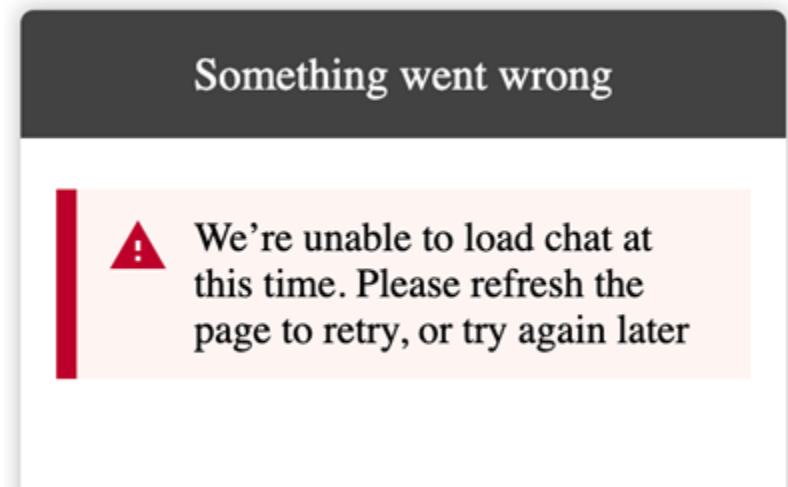 Something went wrong
We’re unable to load chat at
this time. Please refresh the
page to retry, or try again later